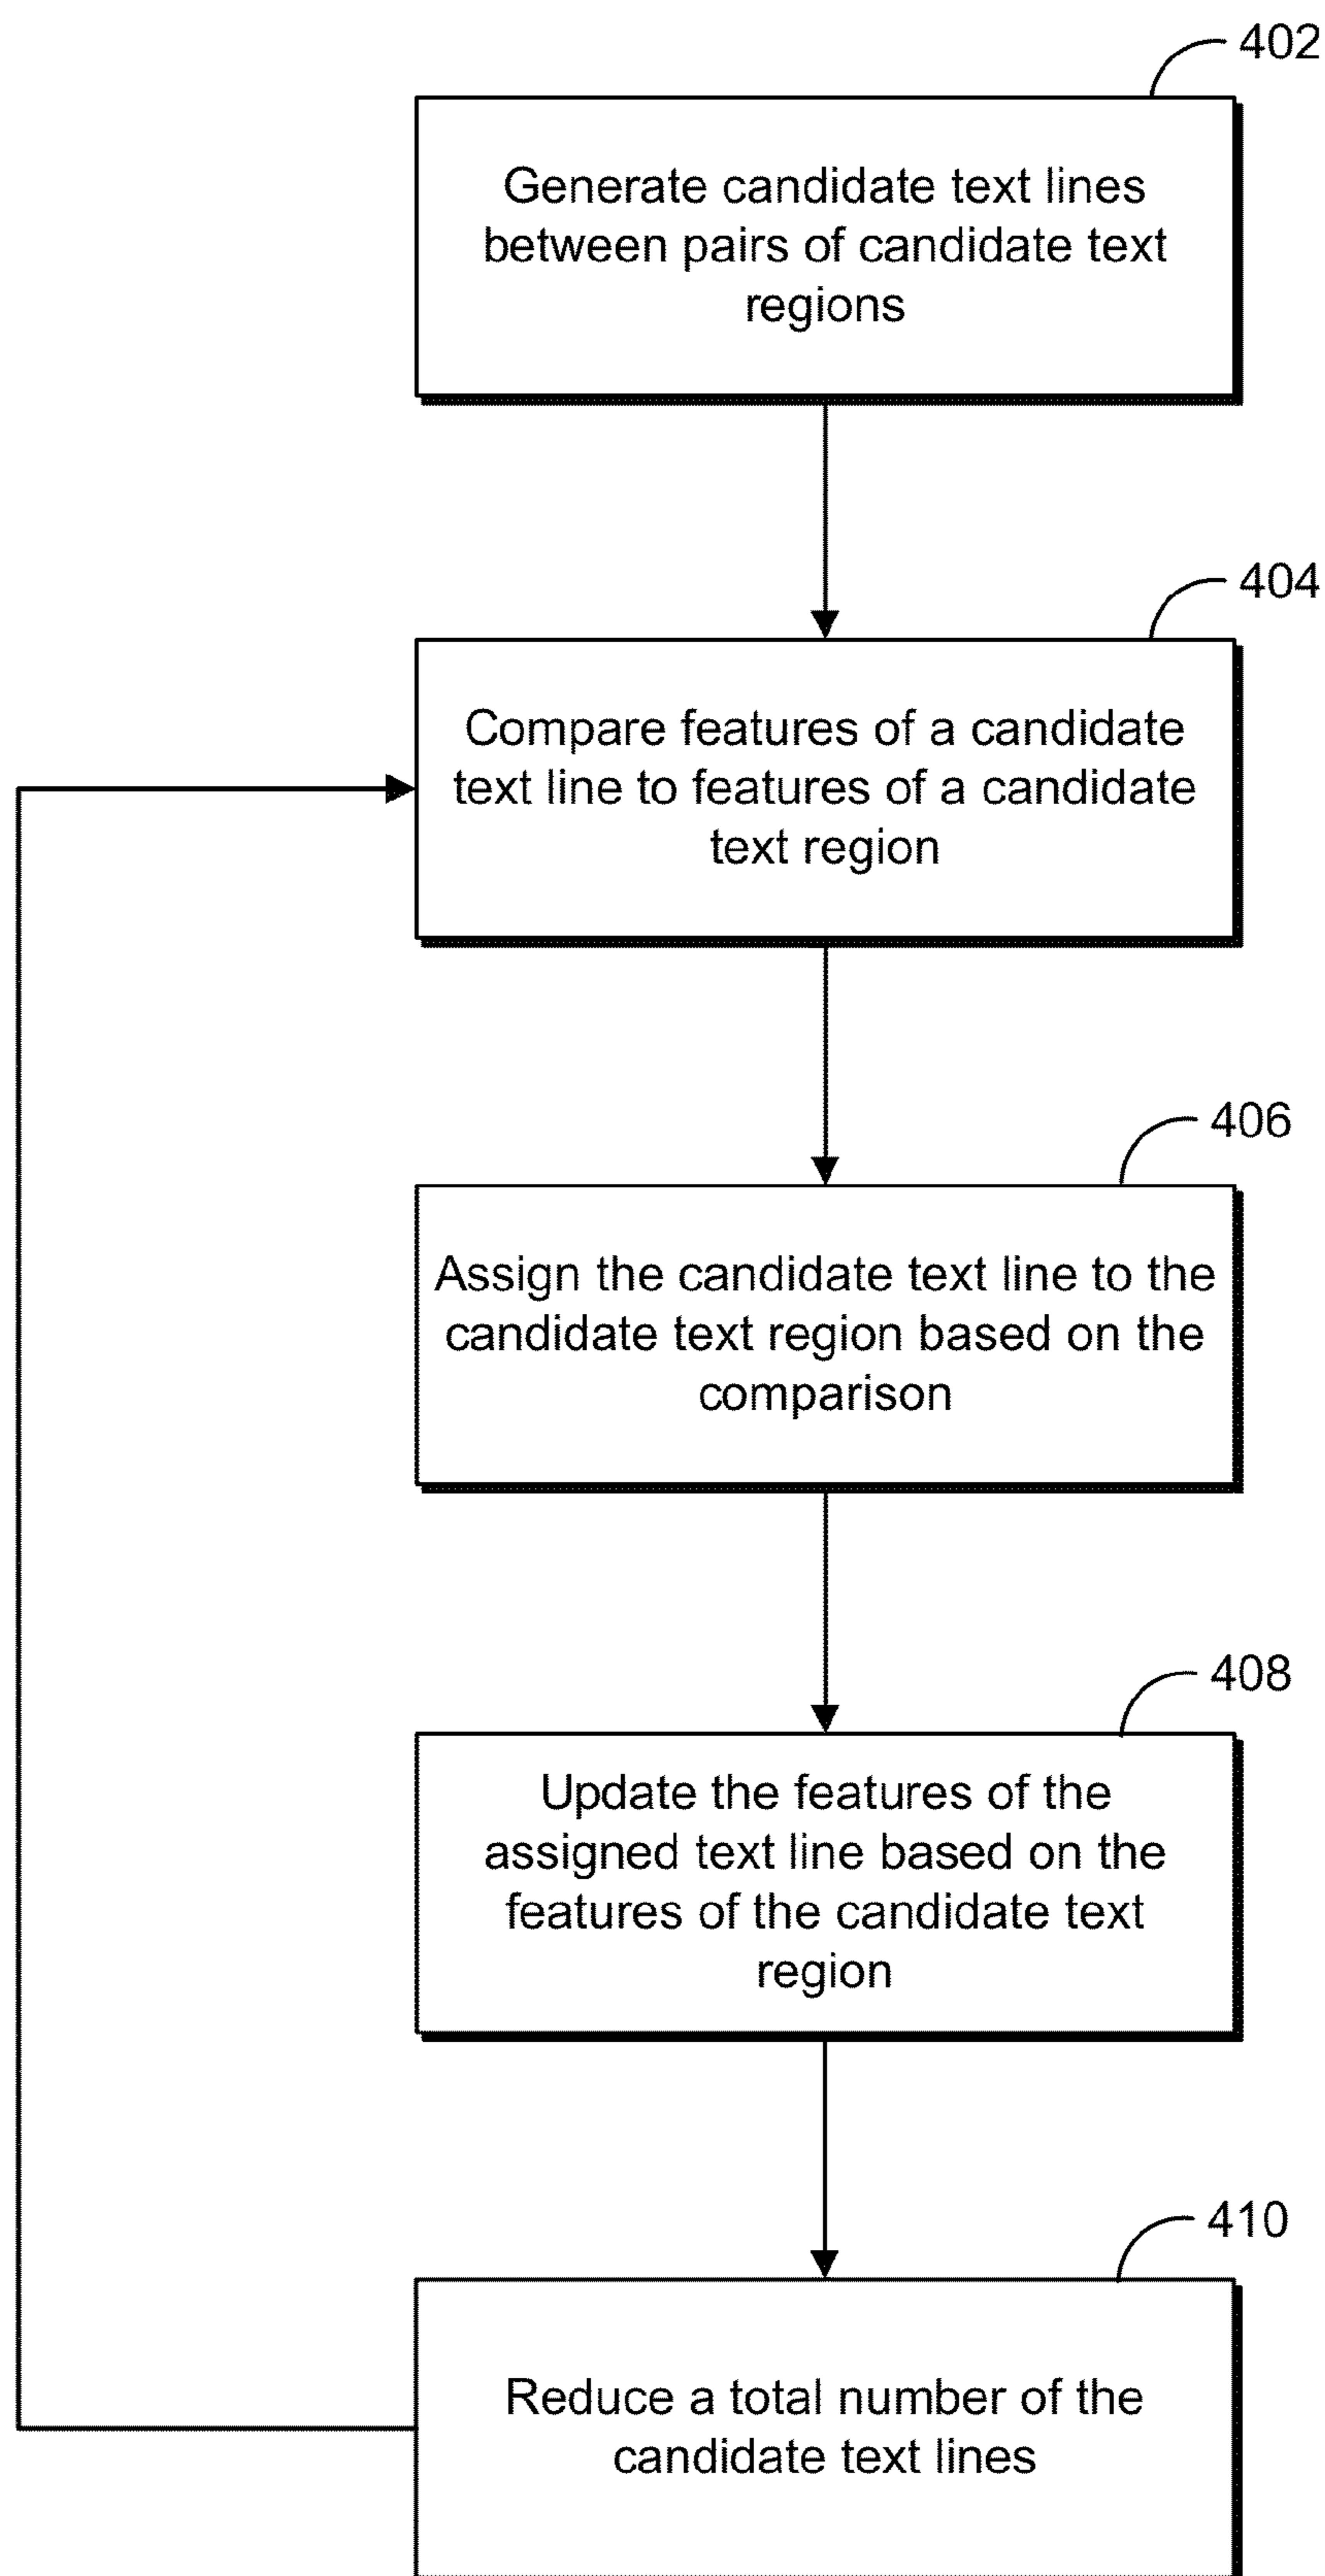 402
Generate candidate text lines
between pairs of candidate text
regions
404
Compare features of a candidate
text line to features of a candidate
text region
406
Assign the candidate text line to the
candidate text region based on the
comparison
408
Update the features of the
assigned text line based on the
features of the candidate text
region
410
Reduce a total number of the
candidate text lines